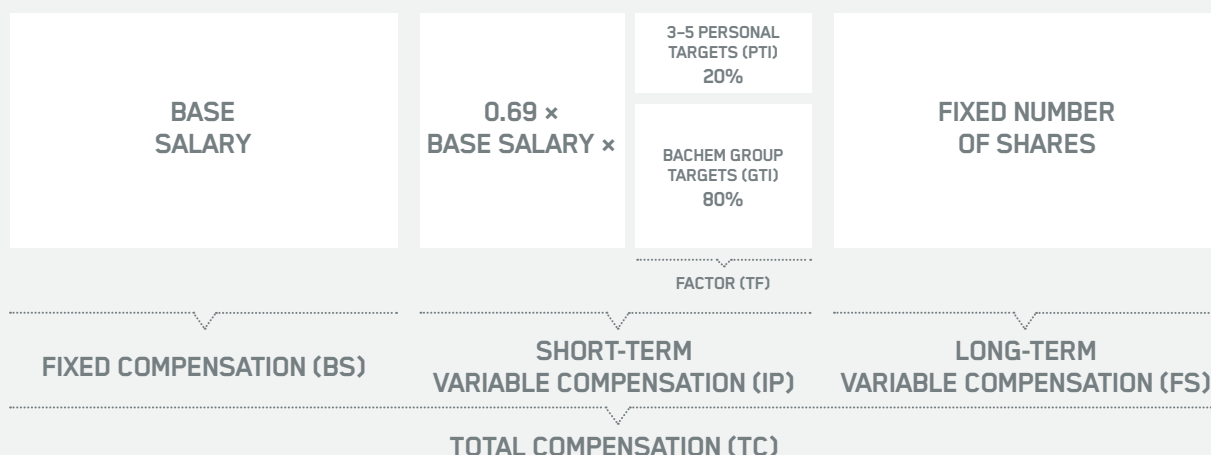 BASE
SALARY
0.69 ×
BASE SALARY ×
3–5 PERSONAL
TARGETS (PTI)
20%
BACHEM GROUP
TARGETS (GTI)
80%
FACTOR (TF)
FIXED NUMBER
OF SHARES
FIXED COMPENSATION (BS)
SHORT-TERM
VARIABLE COMPENSATION (IP)
LONG-TERM
VARIABLE COMPENSATION (FS)
TOTAL COMPENSATION (TC)